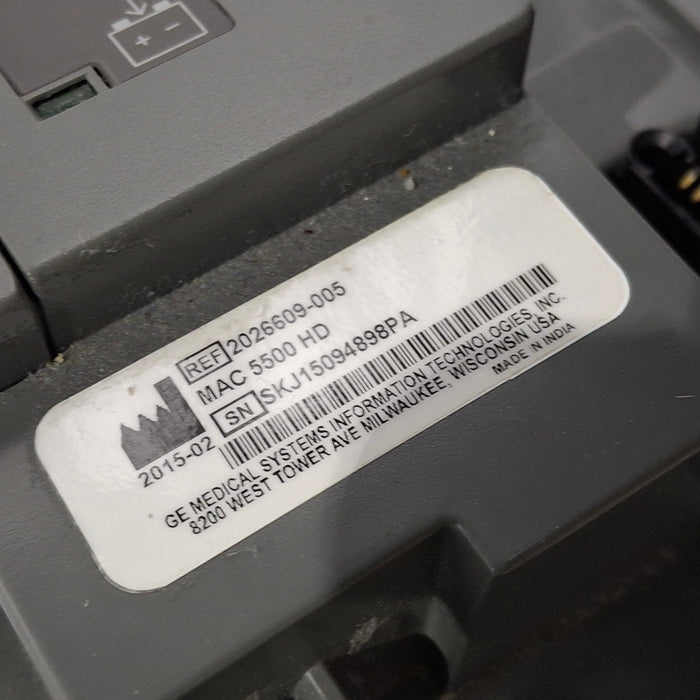 REF 2026609-005
MAC 5500 HD
SN SKJ15094898PA
2015-02
GE MEDICAL SYSTEMS INFORMATION TECHNOLOGIES, INC.
8200 WEST TOWER AVE MILWAUKEE, WISCONSIN USA
MADE IN INDIA